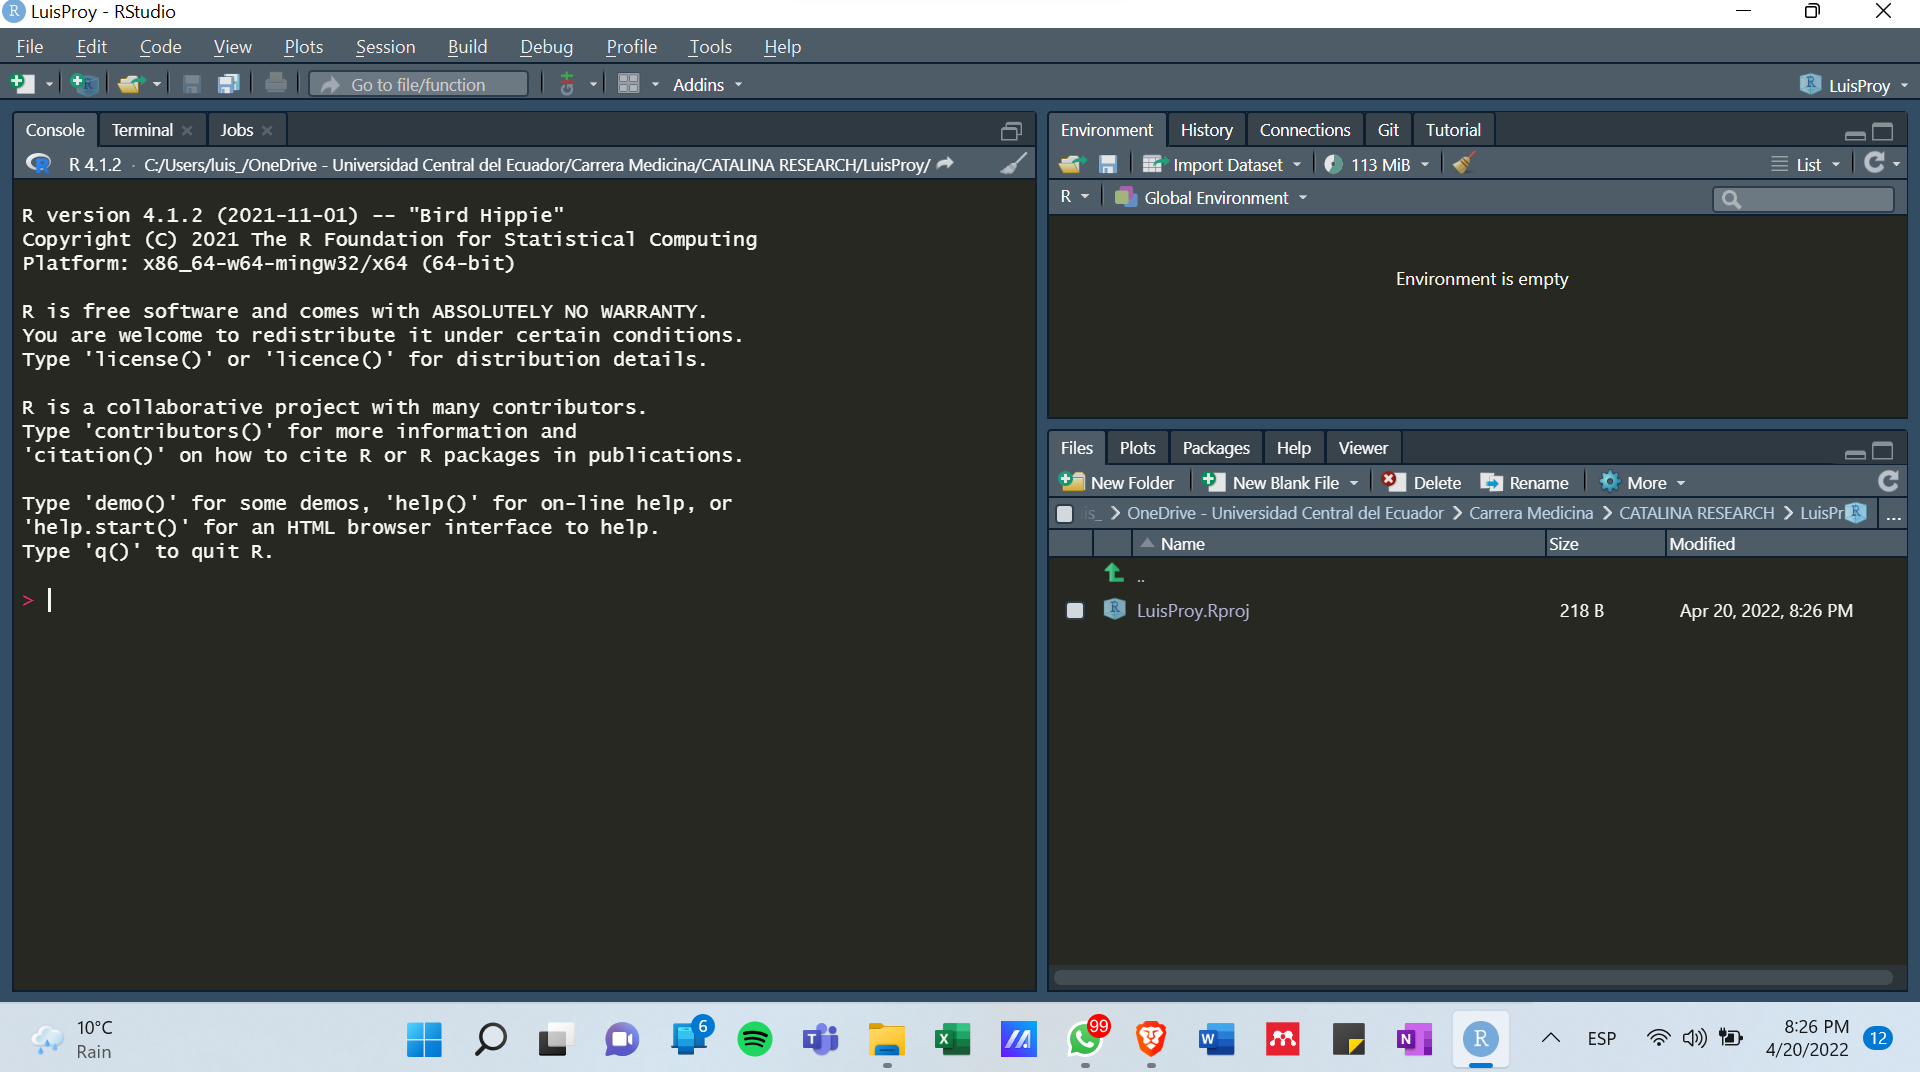 LuisProy - RStudio
File Edit Code View Plots Session Build Debug Profile Tools Help
Go to file/function Addins LuisProy
Console Terminal Jobs
R 4.1.2 · C:/Users/luis_/OneDrive - Universidad Central del Ecuador/Carrera Medicina/CATALINA RESEARCH/LuisProy/
R version 4.1.2 (2021-11-01) -- "Bird Hippie"
Copyright (C) 2021 The R Foundation for Statistical Computing
Platform: x86_64-w64-mingw32/x64 (64-bit)
R is free software and comes with ABSOLUTELY NO WARRANTY.
You are welcome to redistribute it under certain conditions.
Type 'license()' or 'licence()' for distribution details.
R is a collaborative project with many contributors.
Type 'contributors()' for more information and
'citation()' on how to cite R or R packages in publications.
Type 'demo()' for some demos, 'help()' for on-line help, or
'help.start()' for an HTML browser interface to help.
Type 'q()' to quit R.
>
Environment History Connections Git Tutorial
Import Dataset 113 MiB List
R Global Environment
Environment is empty
Files Plots Packages Help Viewer
New Folder New Blank File Delete Rename More
is_ > OneDrive - Universidad Central del Ecuador > Carrera Medicina > CATALINA RESEARCH > LuisPr ...
Name Size Modified
..
LuisProy.Rproj 218 B Apr 20, 2022, 8:26 PM
10°C
Rain
6
99
ESP
8:26 PM
4/20/2022
12